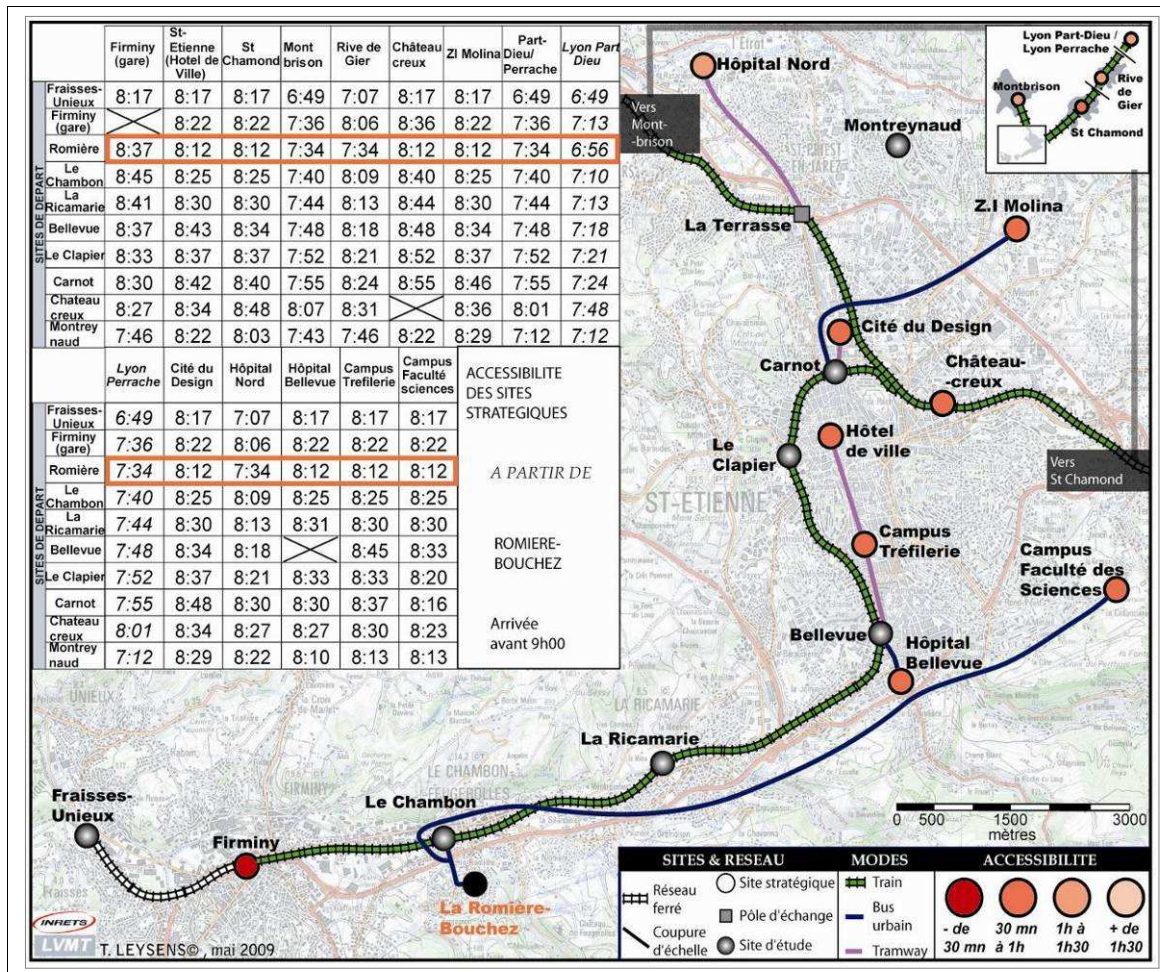 Firmimy (gare) St-Etienne (Hotel de Ville) St Chamond Mont brison Rive de Gier Château creux ZI Molina Part-Dieu/ Perrache Lyon Part Dieu
SITES DE DEPART
Fraisses-Unieux 8:17 8:17 8:17 6:49 7:07 8:17 8:17 6:49 6:49
Firminy (gare) 8:22 8:22 7:36 8:06 8:36 8:22 7:36 7:13
Romière 8:37 8:12 8:12 7:34 7:34 8:12 8:12 7:34 6:56
Le Chambon 8:45 8:25 8:25 7:40 8:09 8:40 8:25 7:40 7:10
La Ricamarie 8:41 8:30 8:30 7:44 8:13 8:44 8:30 7:44 7:13
Bellevue 8:37 8:43 8:34 7:48 8:18 8:48 8:34 7:48 7:18
Le Clapier 8:33 8:37 8:37 7:52 8:21 8:52 8:37 7:52 7:21
Carnot 8:30 8:42 8:40 7:55 8:24 8:55 8:46 7:55 7:24
Chateau creux 8:27 8:34 8:48 8:07 8:31 8:36 8:01 7:48
Montrey naud 7:46 8:22 8:03 7:43 7:46 8:22 8:29 7:12 7:12
Lyon Perrache Cité du Design Hôpital Nord Hôpital Bellevue Campus Trefilerie Campus Faculté sciences
SITES DE DEPART
Fraisses-Unieux 6:49 8:17 7:07 8:17 8:17 8:17
Firminy (gare) 7:36 8:22 8:06 8:22 8:22 8:22
Romière 7:34 8:12 7:34 8:12 8:12 8:12
Le Chambon 7:40 8:25 8:09 8:25 8:25 8:25
La Ricamarie 7:44 8:30 8:13 8:31 8:30 8:30
Bellevue 7:48 8:34 8:18 8:45 8:33
Le Clapier 7:52 8:37 8:21 8:33 8:33 8:20
Carnot 7:55 8:48 8:30 8:30 8:37 8:16
Chateau creux 8:01 8:34 8:27 8:27 8:30 8:23
Montrey naud 7:12 8:29 8:22 8:10 8:13 8:13
ACCESSIBILITE
DES SITES
STRATEGIQUES
A PARTIR DE
ROMIERE-
BOUCHEZ
Arrivée
avant 9h00
Hôpital Nord
Vers
Mont-
-brison
Montreynaud
Lyon Part-Dieu /
Lyon Perrache
Montbrison
Rive
de
Gier
St Chamond
La Terrasse
Z.I Molina
Cité du Design
Carnot
Château-
-creux
Le
Clapier
Hôtel
de ville
Vers
St Chamond
ST-ETIENNE
Campus
Tréfilerie
Campus
Faculté des
Sciences
Bellevue
Hôpital
Bellevue
LA RICAMARIE
UNIEUX
La Ricamarie
LE CHAMBON
FEUGEROLLES
FIRMINY
Fraisses-
Unieux
Le Chambon
Firminy
Fraisses
La Romière-
Bouchez
0 500 1500 3000
mètres
SITES & RESEAU
Réseau
ferré
Coupure
d'échelle
Site stratégique
Pôle d'échange
Site d'étude
MODES
Train
Bus
urbain
Tramway
ACCESSIBILITE
- de
30 mn
30 mn
à 1h
1h à
1h30
+ de
1h30
INRETS
LVMT
T. LEYSENS© , mai 2009